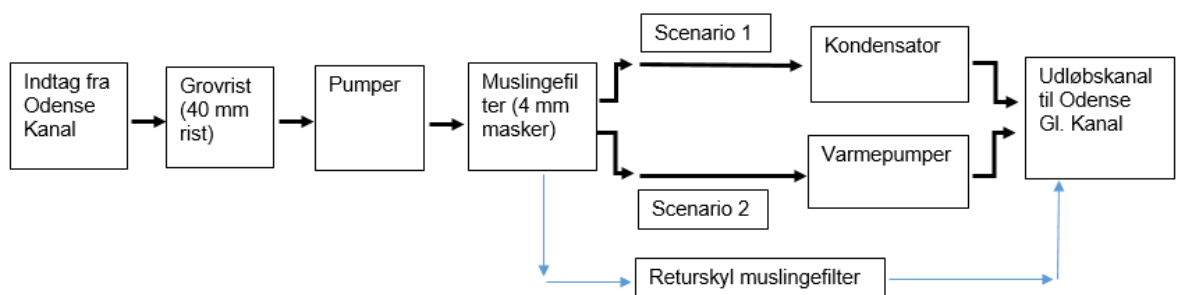 Indtag fra
Odense
Kanal
Grovrist
(40 mm
rist)
Pumper
Muslingefil
ter (4 mm
masker)
Scenario 1
Kondensator
Scenario 2
Varmepumper
Udløbskanal
til Odense
Gl. Kanal
Returskyl muslingefilter